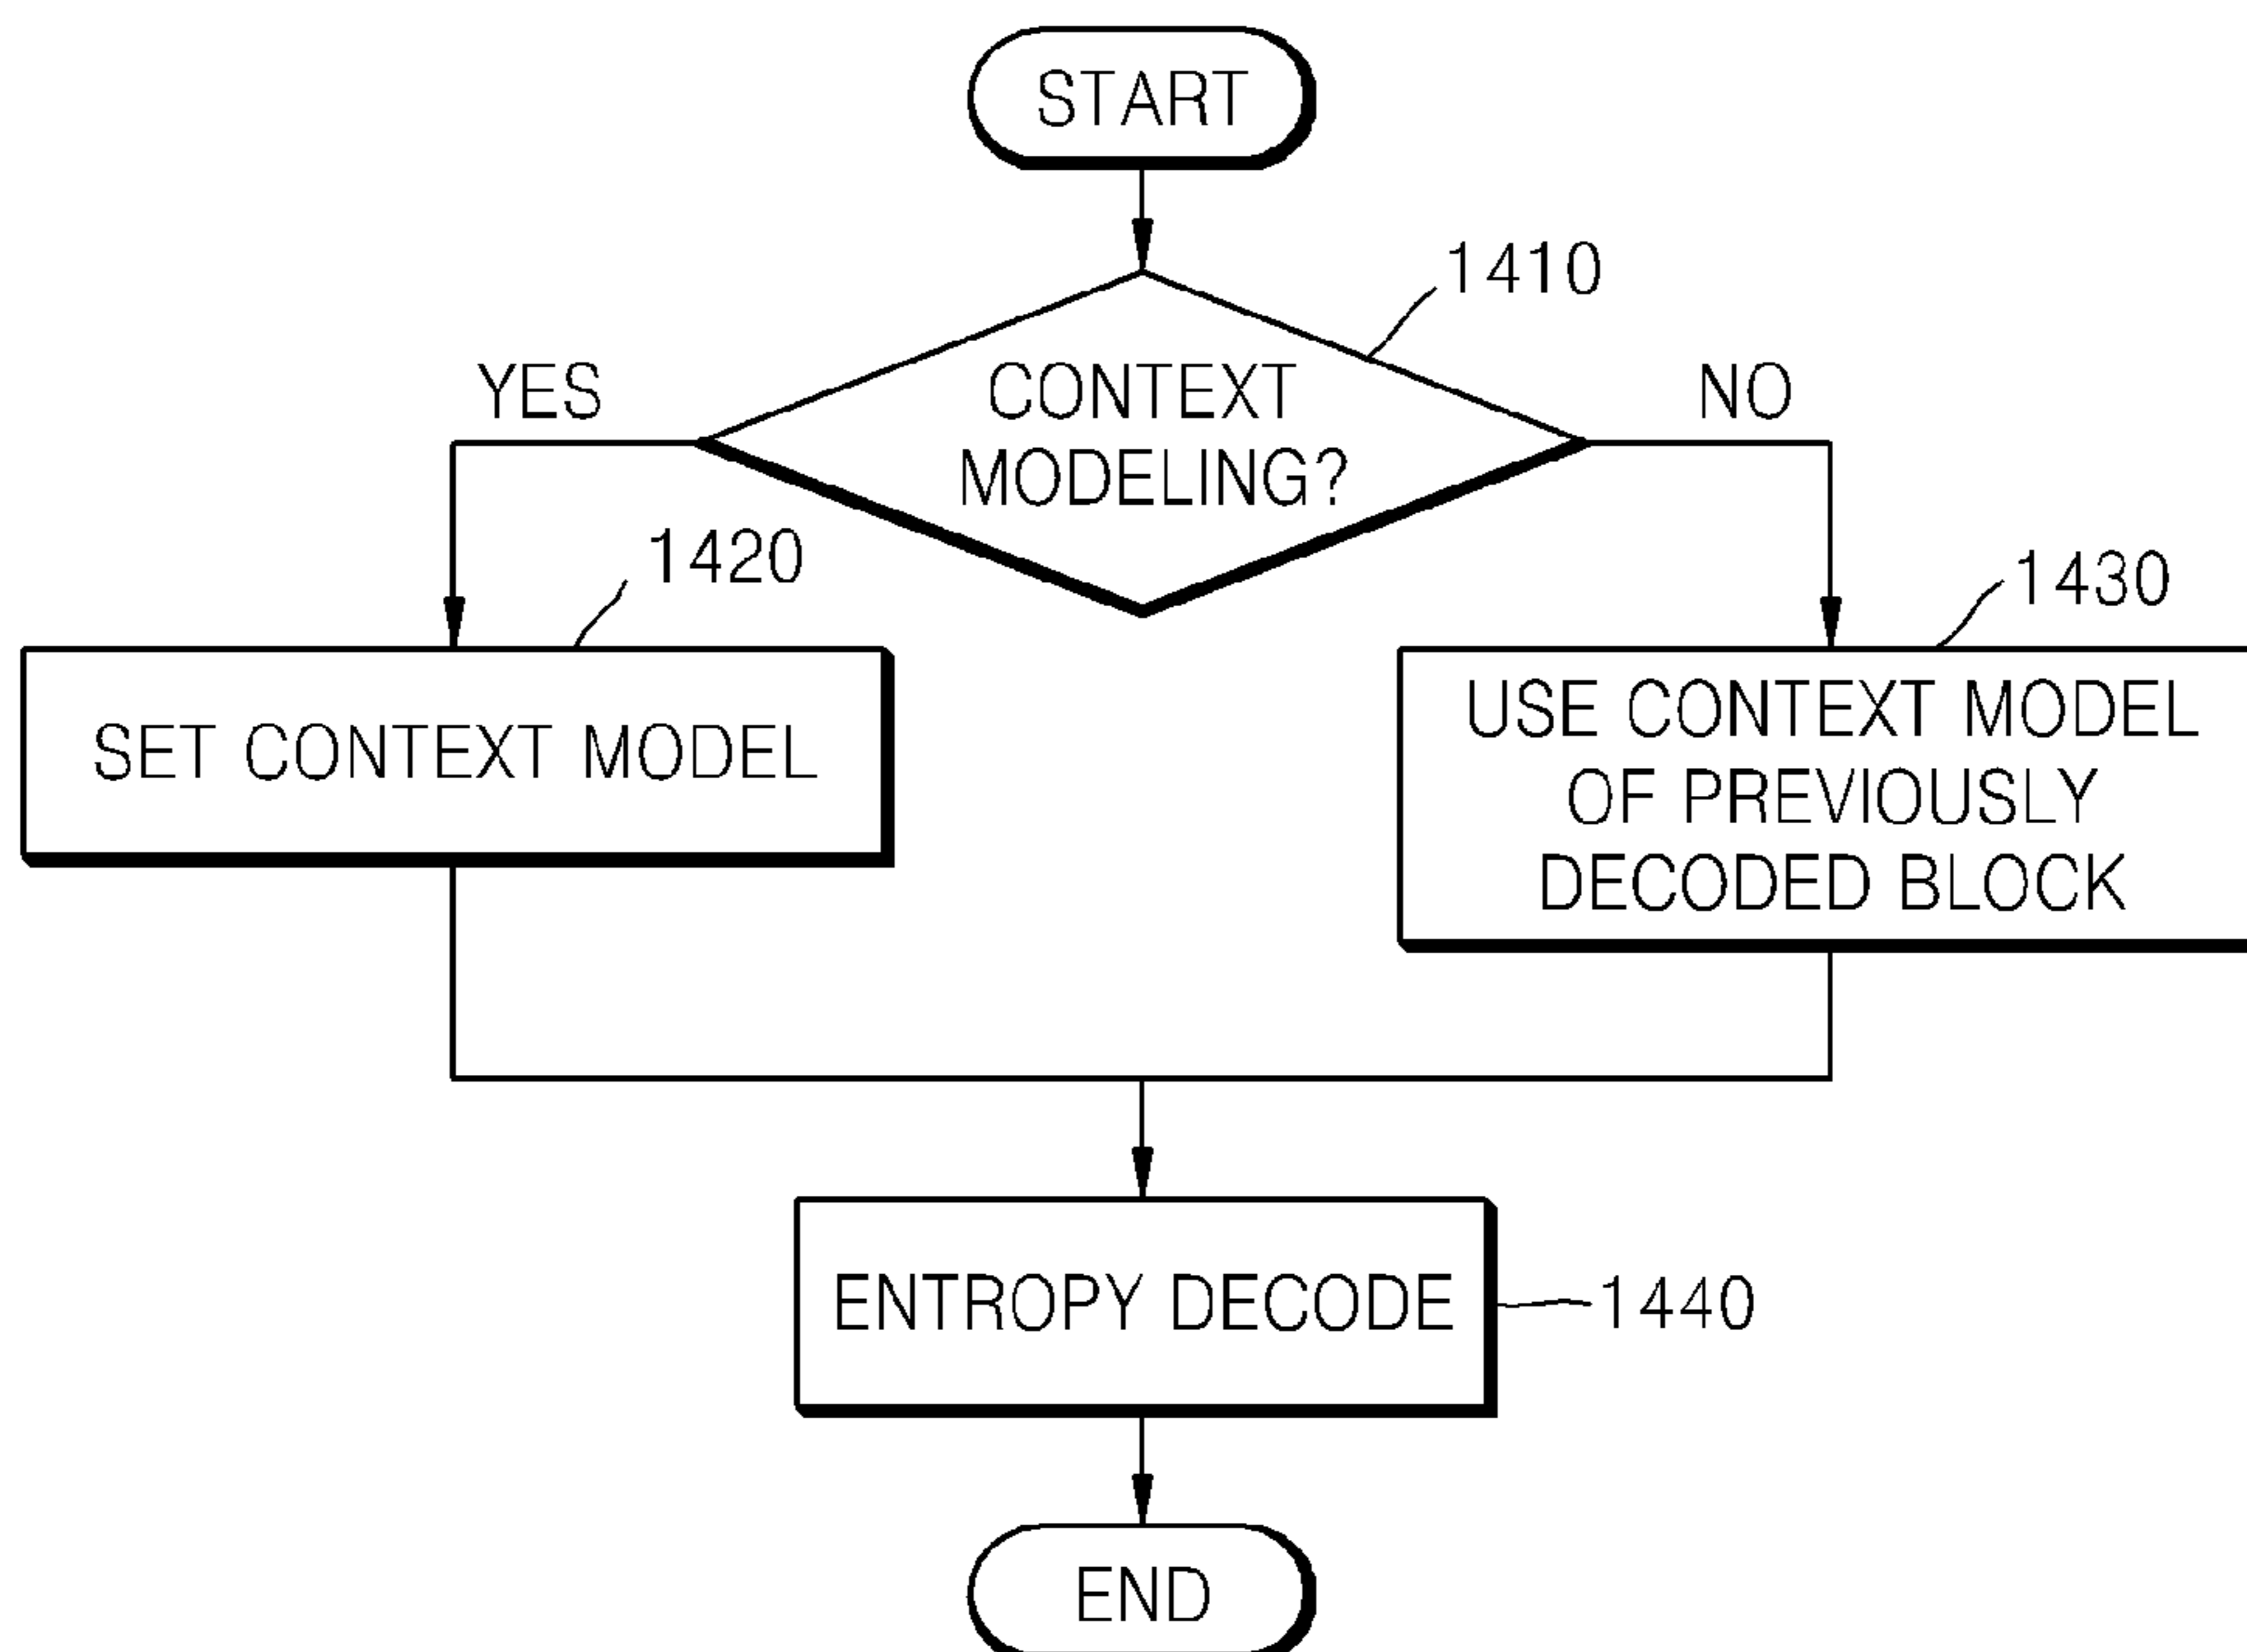 START
1410
YES
CONTEXT
MODELING?
NO
1420
1430
SET CONTEXT MODEL
USE CONTEXT MODEL
OF PREVIOUSLY
DECODED BLOCK
ENTROPY DECODE
1440
END